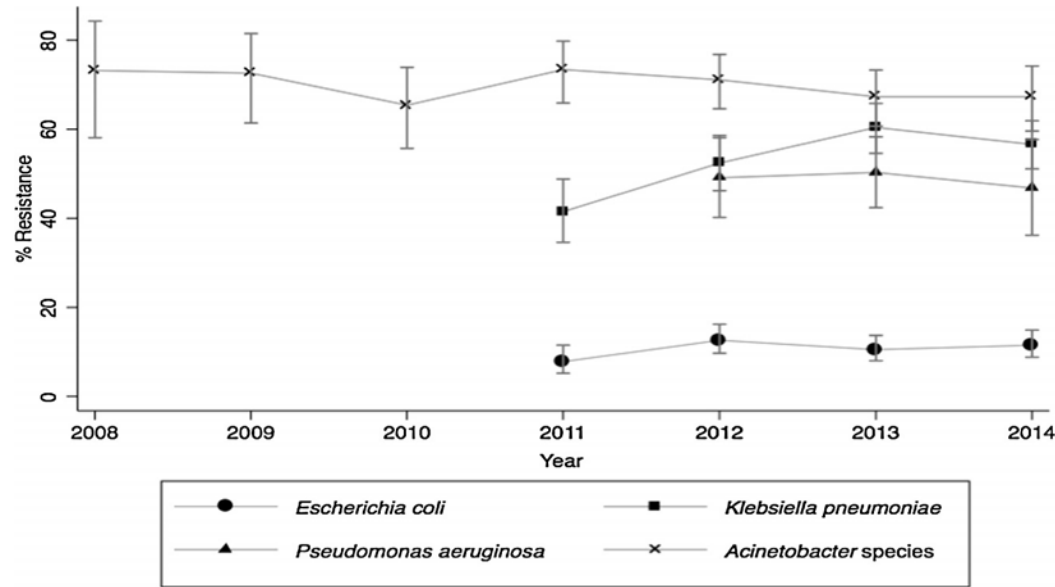 80
60
40
20
0
% Resistance
2008 2009 2010 2011 2012 2013 2014
Year
Escherichia coli Klebsiella pneumoniae
Pseudomonas aeruginosa Acinetobacter species